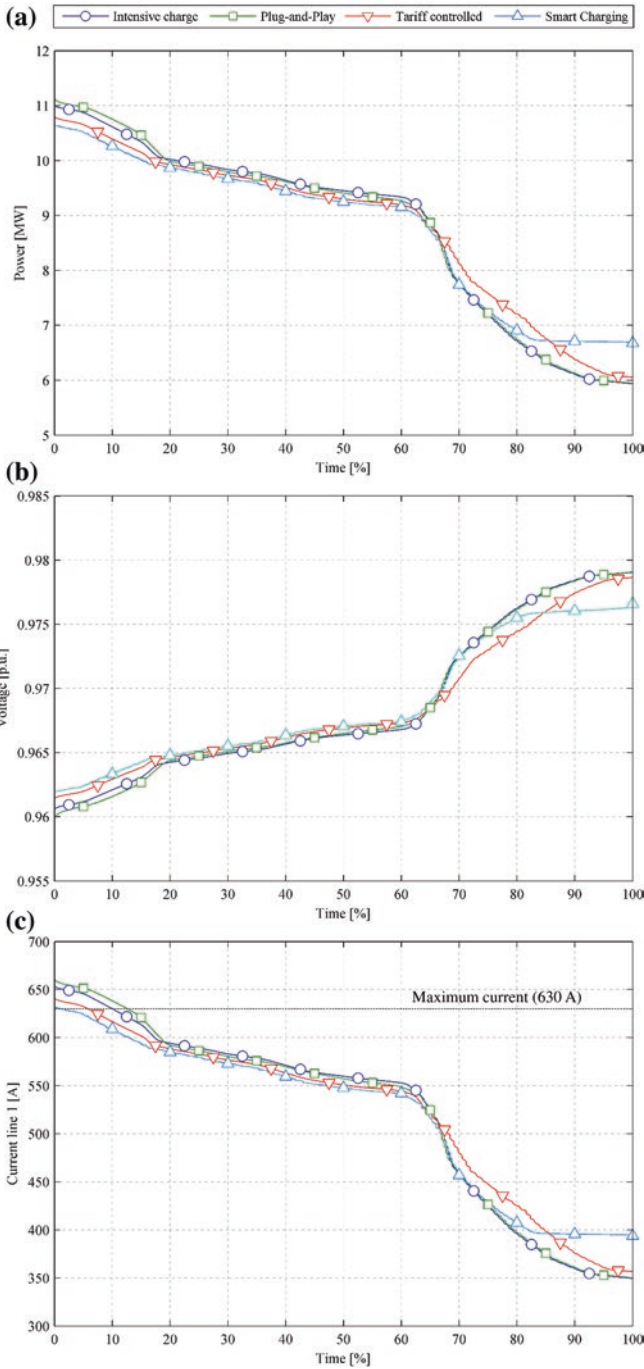 (a)
Intensive charge Plug-and-Play Tariff controlled Smart Charging
12
11
10
9
8
7
6
5
Power [MW]
0 10 20 30 40 50 60 70 80 90 100
Time [%]
(b)
0.985
0.98
0.975
0.97
0.965
0.96
0.955
Voltage [p.u.]
0 10 20 30 40 50 60 70 80 90 100
Time [%]
(c)
700
650
600
550
500
450
400
350
300
Maximum current (630 A)
Current line 1 [A]
0 10 20 30 40 50 60 70 80 90 100
Time [%]